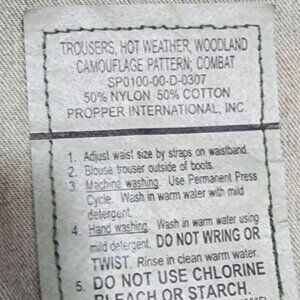 TROUSERS, HOT WEATHER, WOODLAND
CAMOUFLAGE PATTERN; COMBAT
SP0100-00-D-0307
50% NYLON 50% COTTON
PROPPER INTERNATIONAL, INC.
1. Adjust waist size by straps on waistband.
2. Blouse trouser outside of boots.
3. Machine washing. Use Permanent Press
Cycle. Wash in warm water with mild
detergent.
4. Hand washing. Wash in warm water using
mild detergent. DO NOT WRING OR
TWIST. Rinse in clean warm water.
5. DO NOT USE CHLORINE
BLEACH OR STARCH.